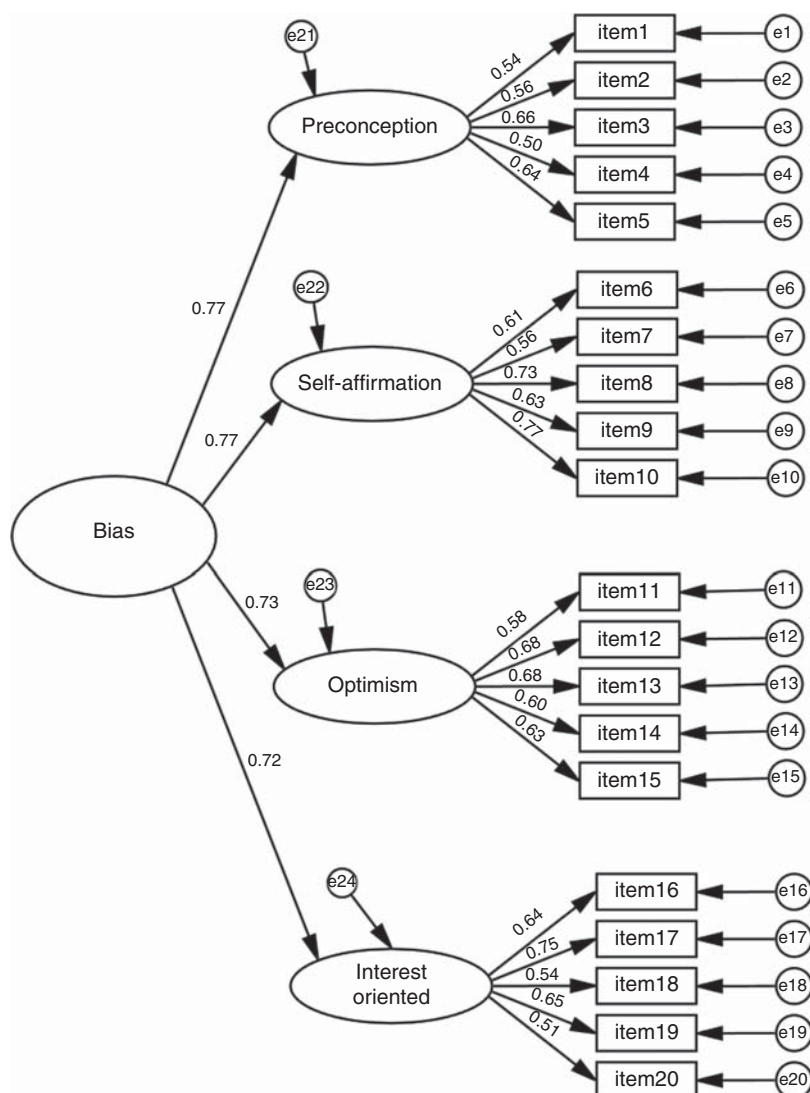 e21
Preconception
0.54
0.56
0.66
0.50
0.64
item1
e1
item2
e2
item3
e3
item4
e4
item5
e5
0.77
e22
Self-affirmation
0.61
0.56
0.73
0.63
0.77
item6
e6
item7
e7
item8
e8
item9
e9
item10
e10
0.77
Bias
0.73
e23
Optimism
0.58
0.68
0.68
0.60
0.63
item11
e11
item12
e12
item13
e13
item14
e14
item15
e15
0.72
e24
Interest
oriented
0.64
0.75
0.54
0.65
0.51
item16
e16
item17
e17
item18
e18
item19
e19
item20
e20